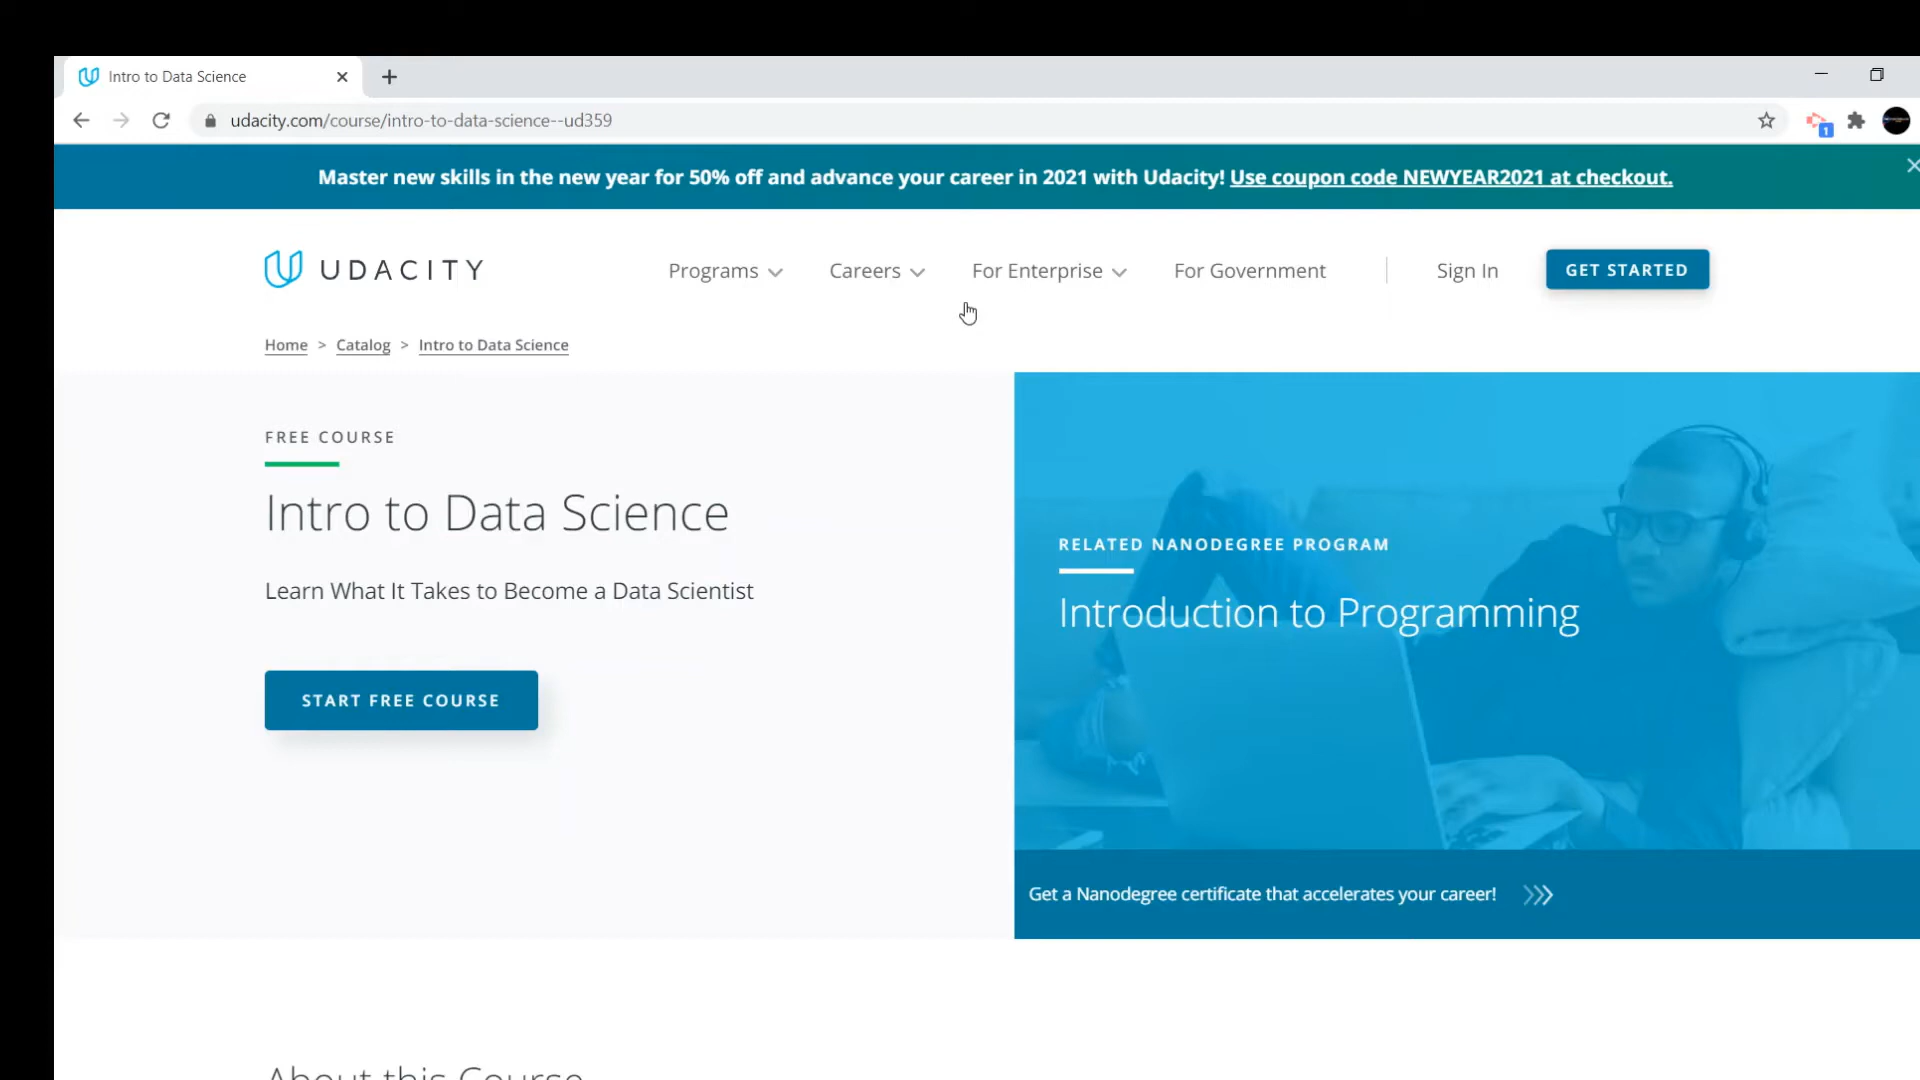 Intro to Data Science
udacity.com/course/intro-to-data-science--ud359
1
Master new skills in the new year for 50% off and advance your career in 2021 with Udacity! Use coupon code NEWYEAR2021 at checkout.
UDACITY
Programs
Careers
For Enterprise
For Government
Sign In
GET STARTED
Home > Catalog > Intro to Data Science
FREE COURSE
Intro to Data Science
Learn What It Takes to Become a Data Scientist
START FREE COURSE
RELATED NANODEGREE PROGRAM
Introduction to Programming
Get a Nanodegree certificate that accelerates your career!
About this Course